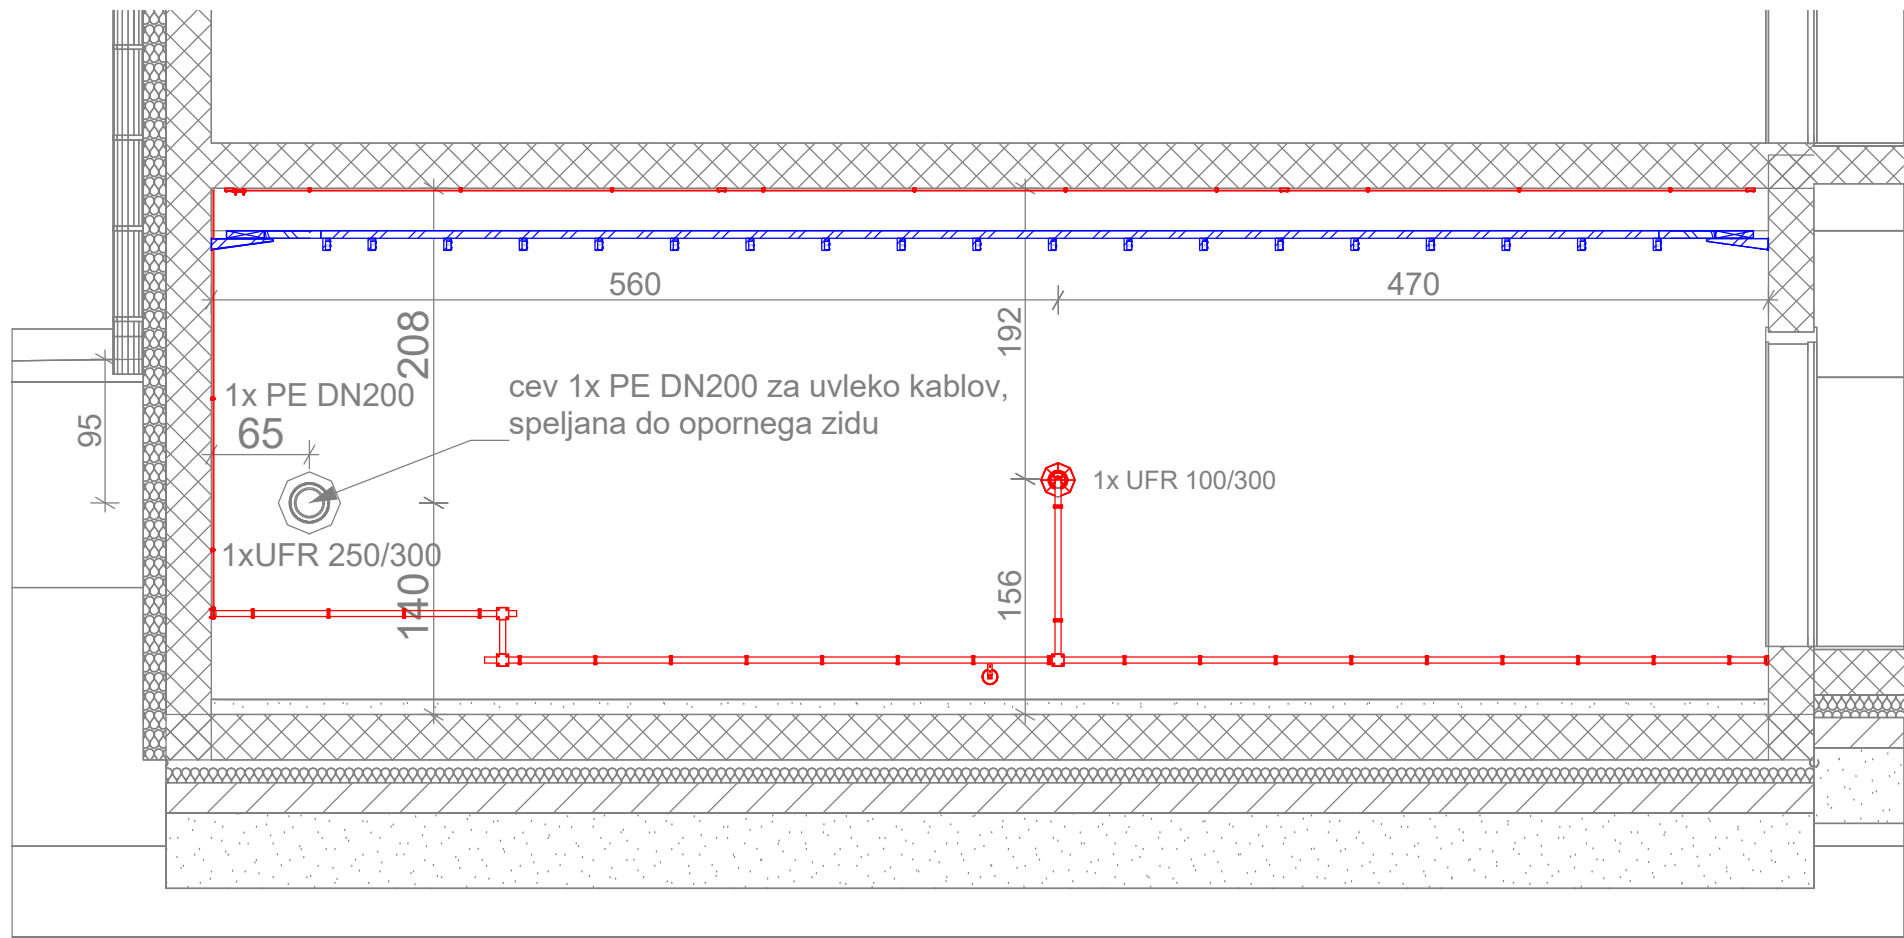 560
470
208
192
1x PE DN200
cev 1x PE DN200 za uvleko kablov,
speljana do opornega zidu
95
65
1x UFR 100/300
1xUFR 250/300
140
156